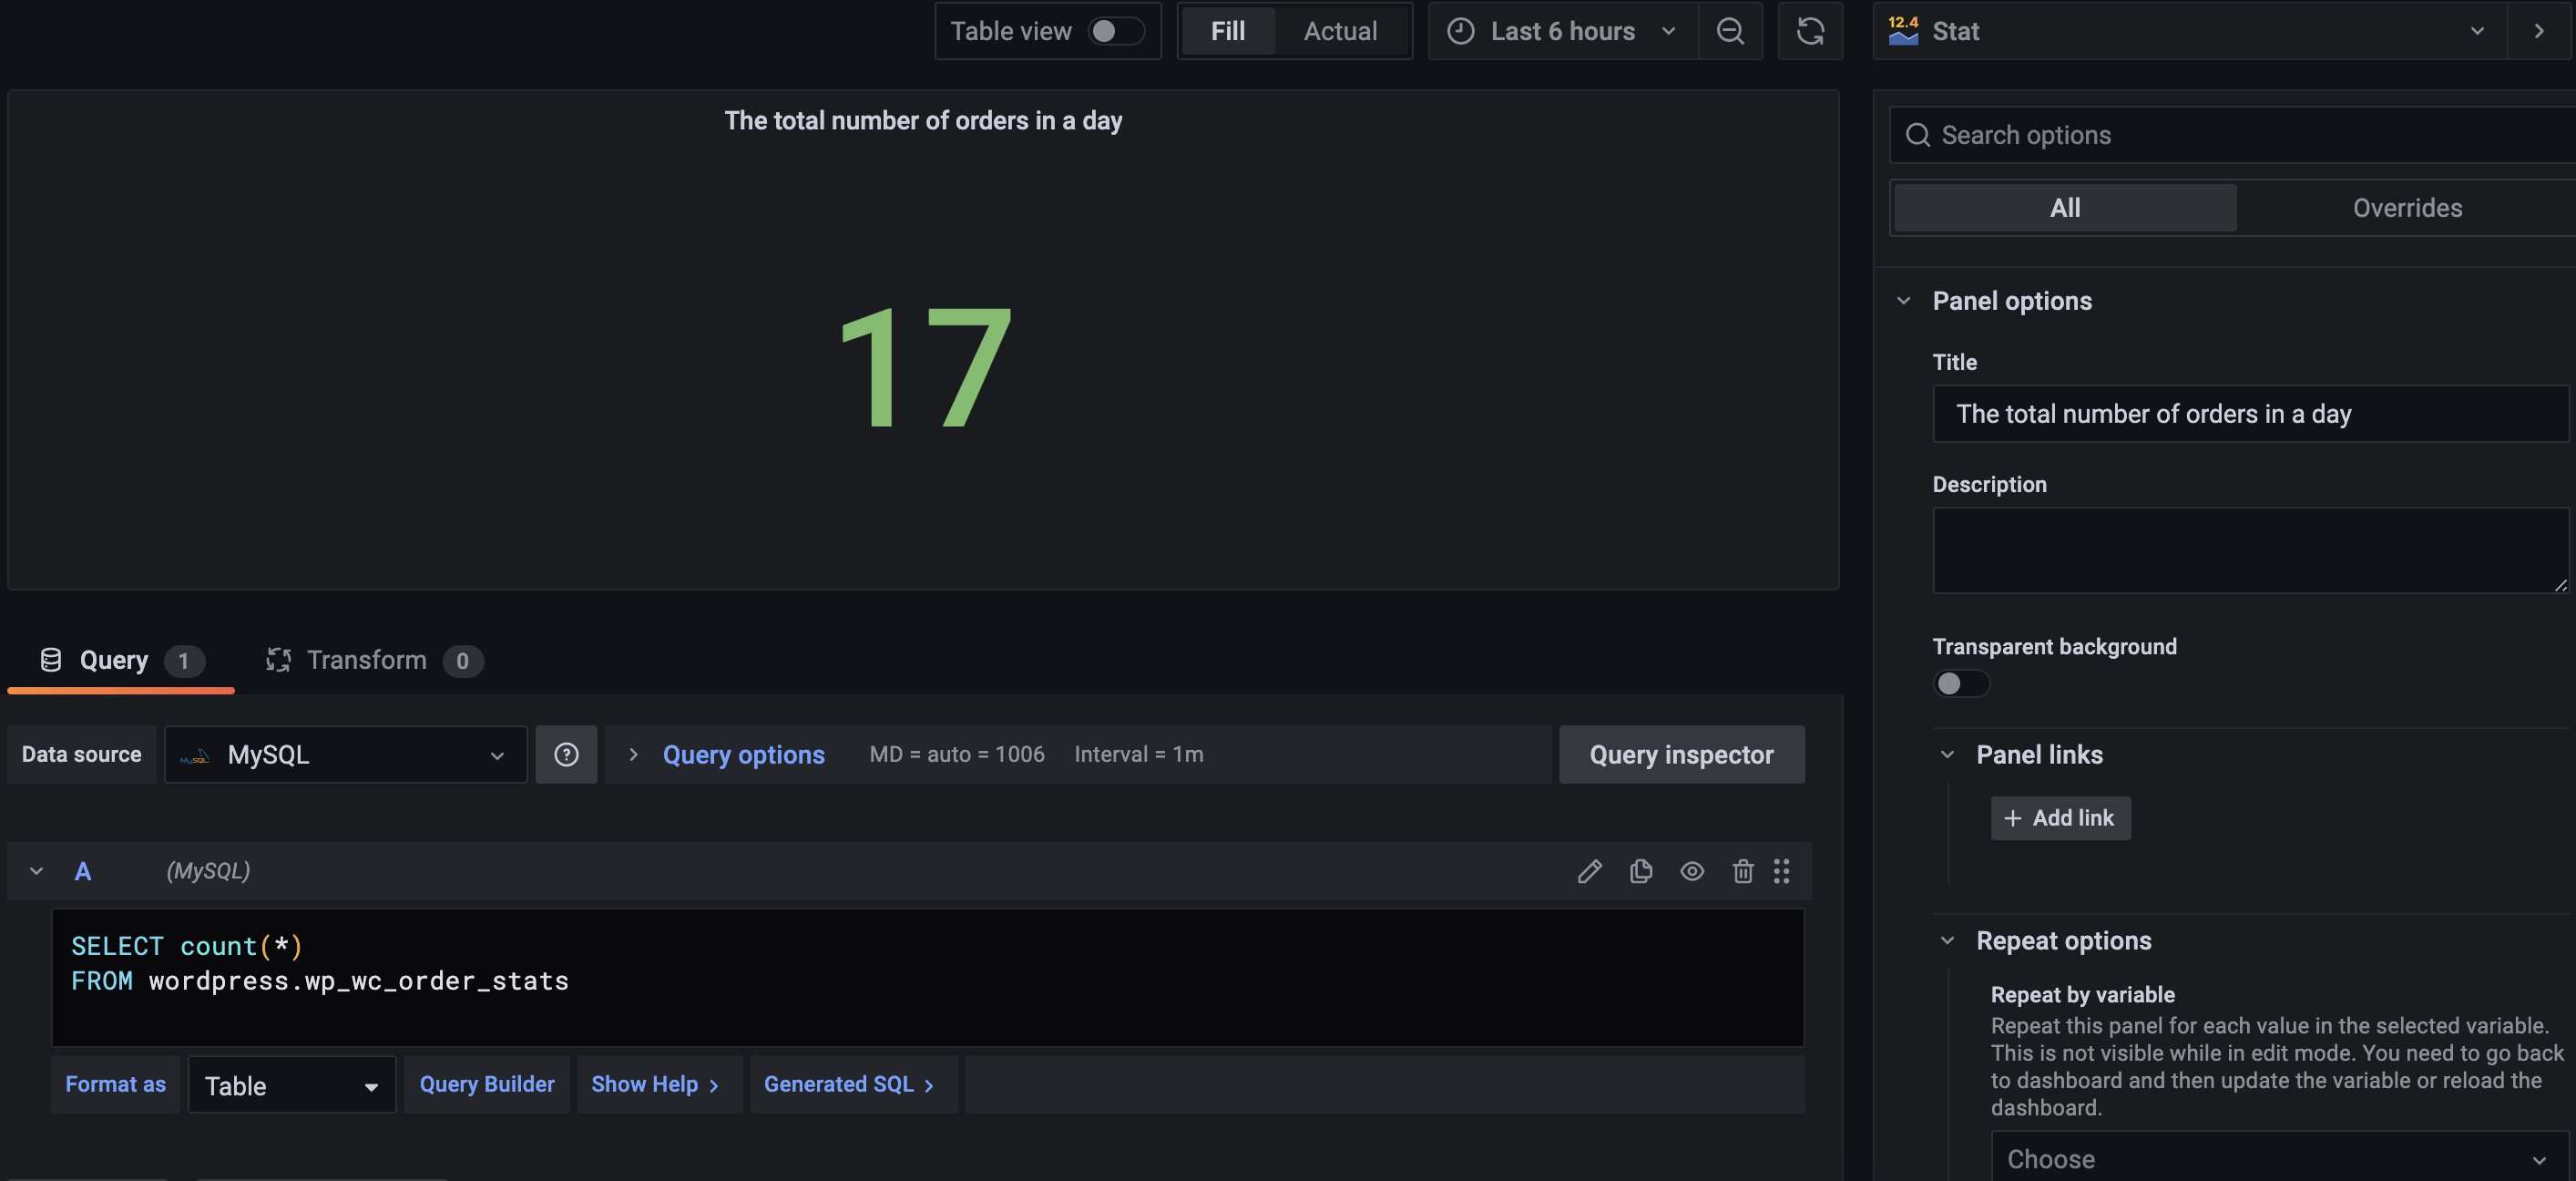 Table view
Fill
Actual
Last 6 hours
12.4
Stat
The total number of orders in a day
17
Search options
All
Overrides
Panel options
Title
The total number of orders in a day
Description
Transparent background
Panel links
+ Add link
Repeat options
Repeat by variable
Repeat this panel for each value in the selected variable.
This is not visible while in edit mode. You need to go back
to dashboard and then update the variable or reload the
dashboard.
Choose
Query 1
Transform 0
Data source
MySQL
MySQL
Query options
MD = auto = 1006
Interval = 1m
Query inspector
A
(MySQL)
SELECT count(*)
FROM wordpress.wp_wc_order_stats
Format as
Table
Query Builder
Show Help >
Generated SQL >